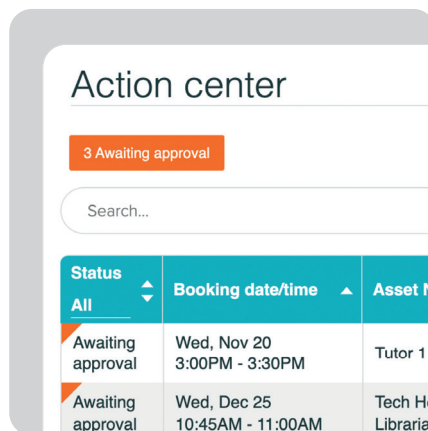 Action center
3 Awaiting approval
Search...
Status
All
Booking date/time
Asset
Awaiting
approval
Wed, Nov 20
3:00PM - 3:30PM
Tutor 1
Awaiting
approval
Wed, Dec 25
10:45AM - 11:00AM
Tech